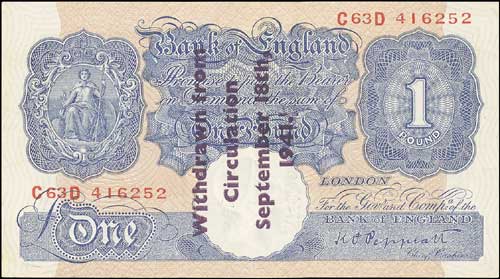 C63D 416252
Bank of England
Promise to pay the Bearer
on Demand the sum of
One Pound
1
POUND
Withdrawn from
Circulation
September 18th,
1941.
LONDON
For the Gov.r and Comp.a of the
BANK OF ENGLAND
K O Peppiatt
Chief Cashier
C63D 416252
One